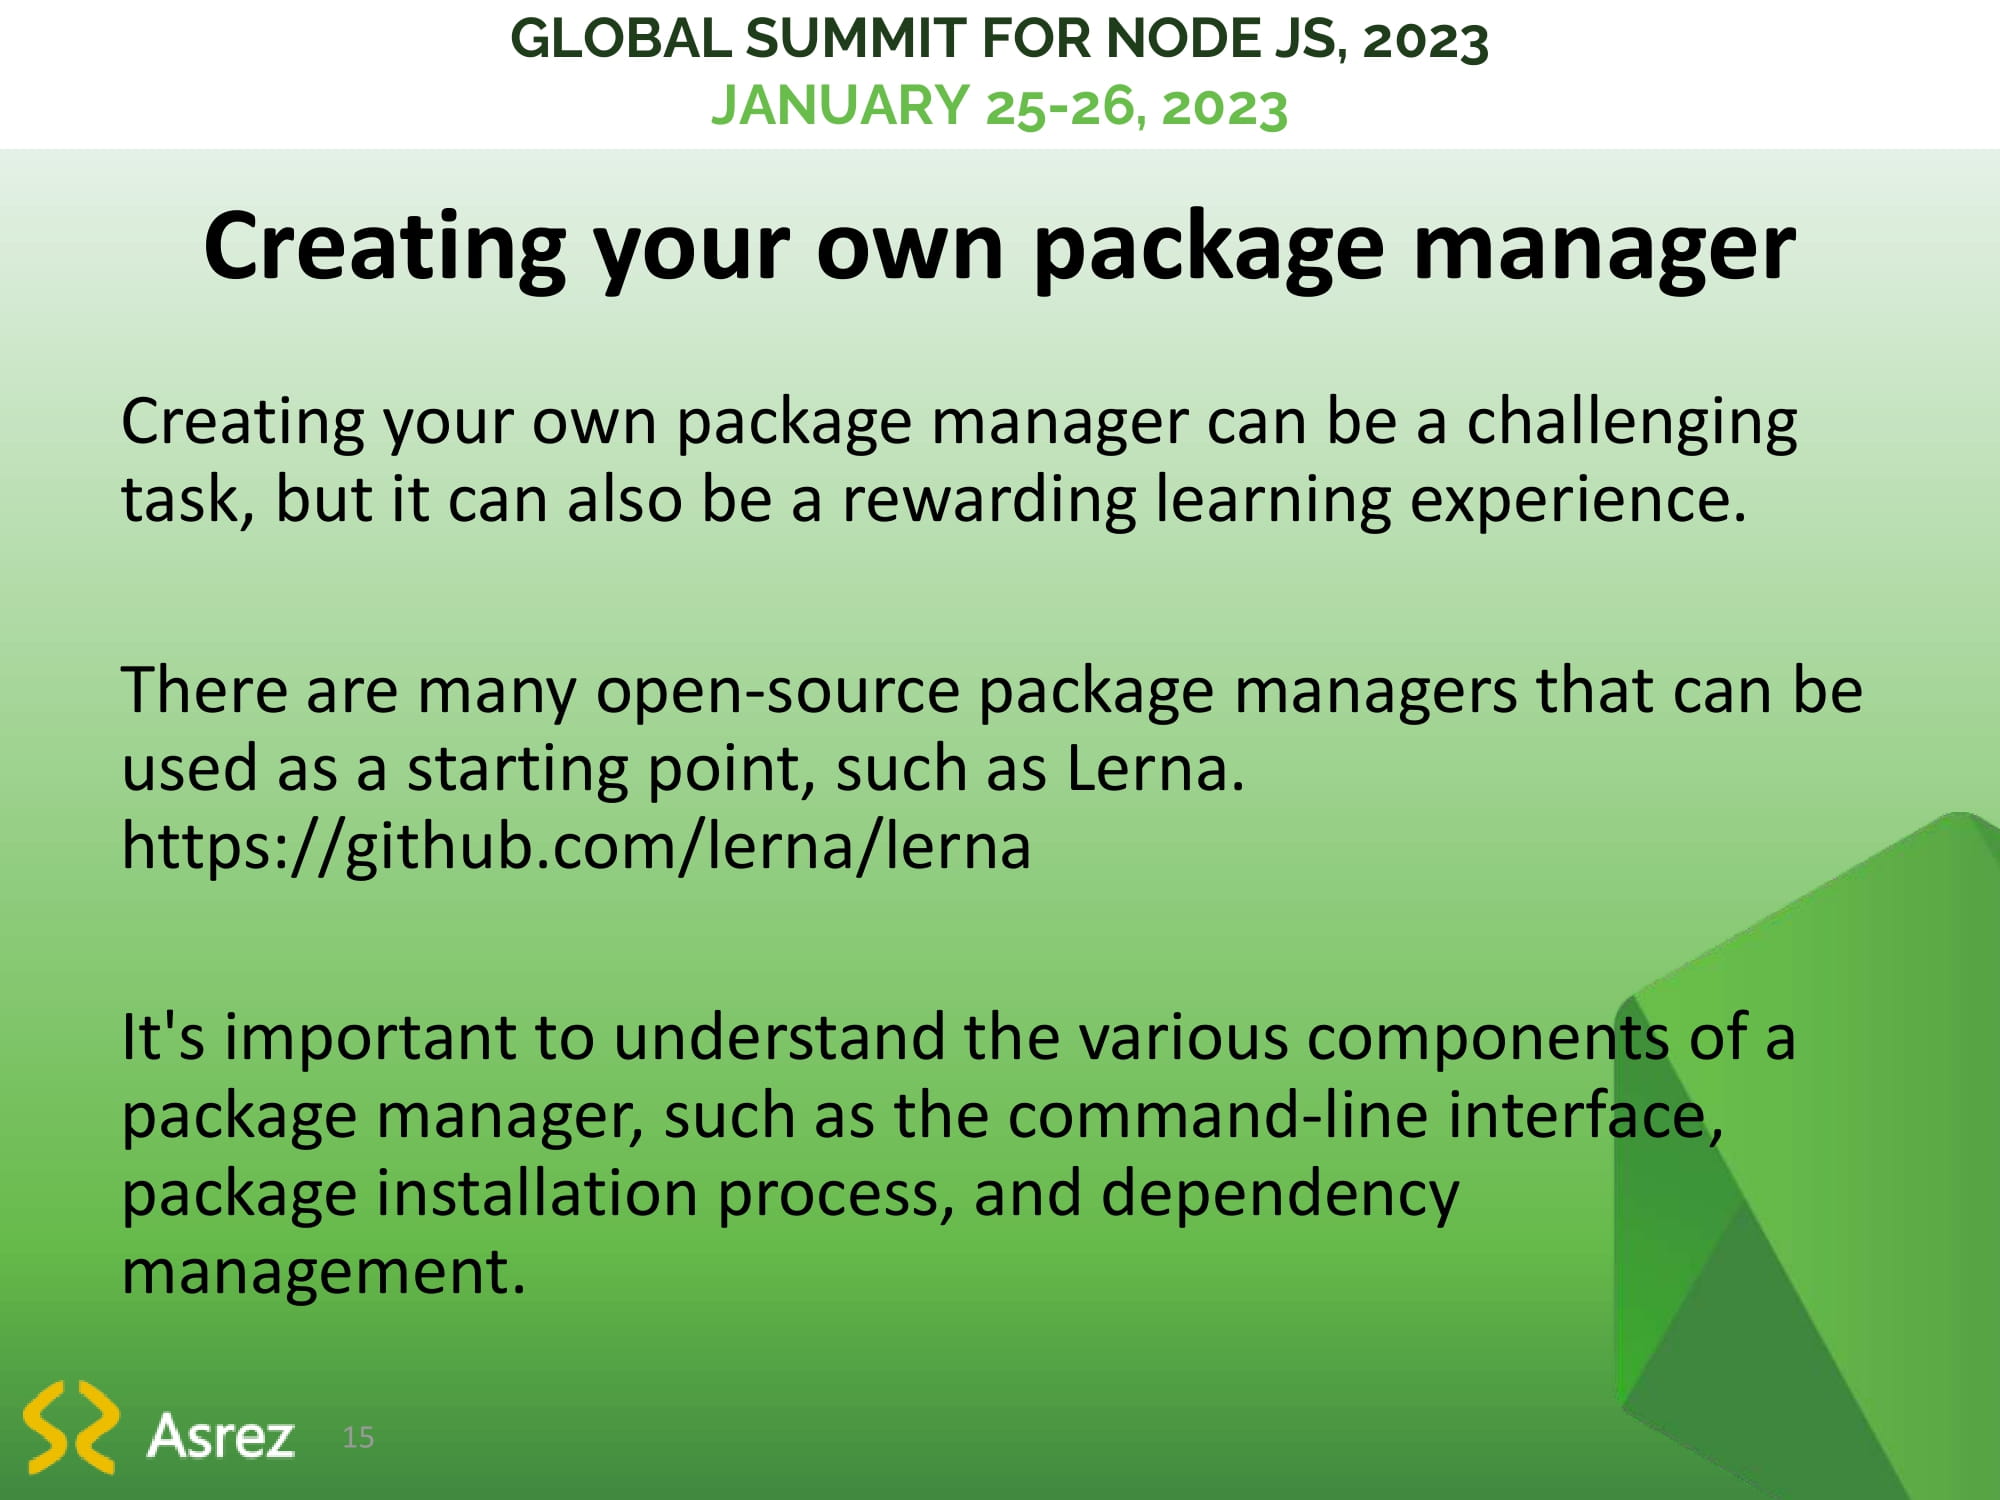 GLOBAL SUMMIT FOR NODE JS, 2023
JANUARY 25-26, 2023
Creating your own package manager
Creating your own package manager can be a challenging
task, but it can also be a rewarding learning experience.
There are many open-source package managers that can be
used as a starting point, such as Lerna.
https://github.com/lerna/lerna
It's important to understand the various components of a
package manager, such as the command-line interface,
package installation process, and dependency
management.
Asrez
15